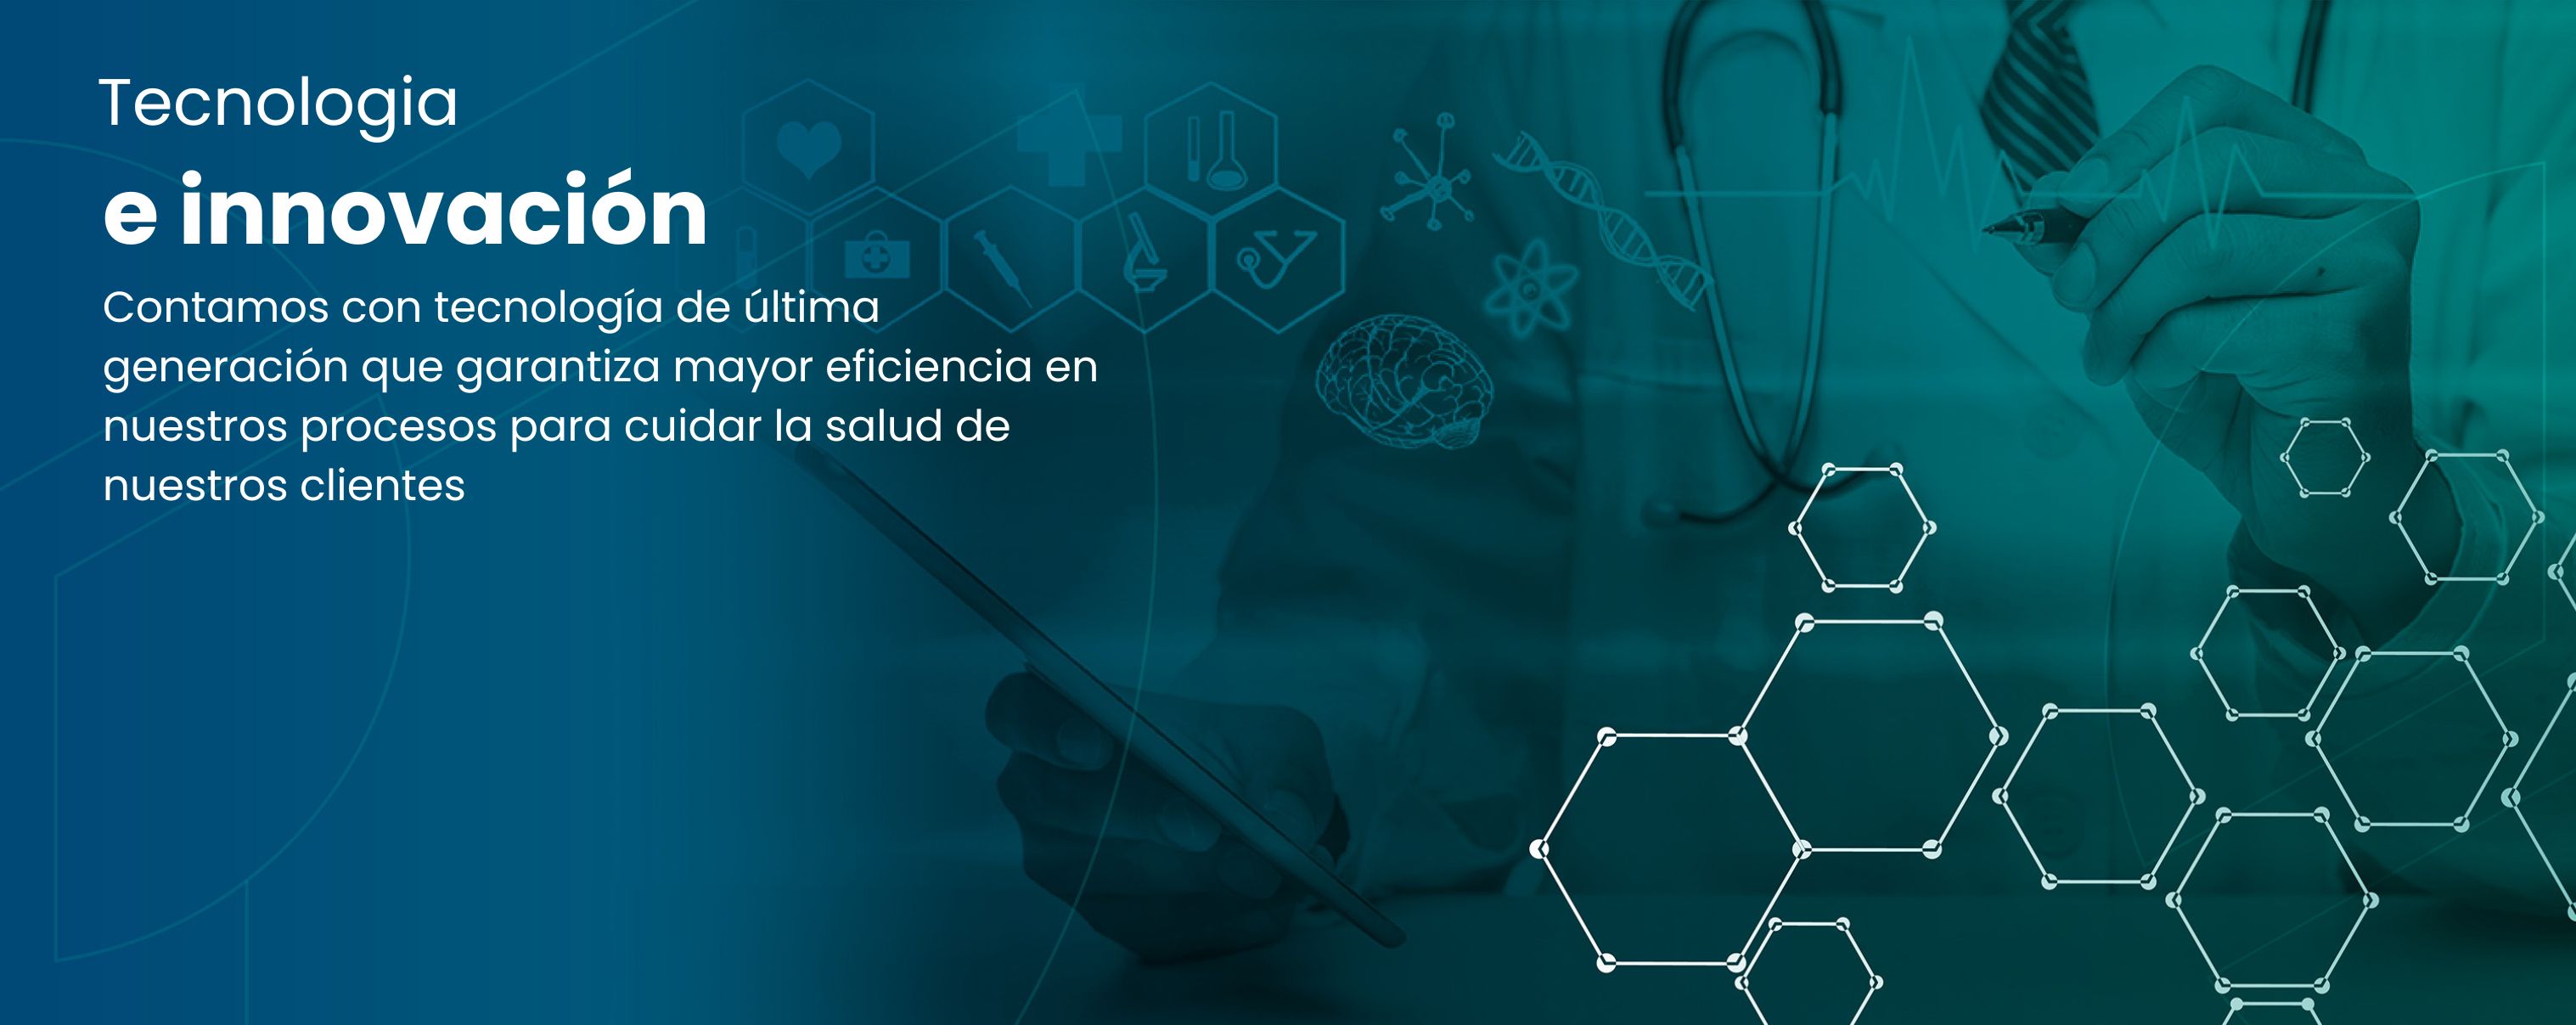 Tecnologia
e innovación
Contamos con tecnología de última
generación que garantiza mayor eficiencia en
nuestros procesos para cuidar la salud de
nuestros clientes